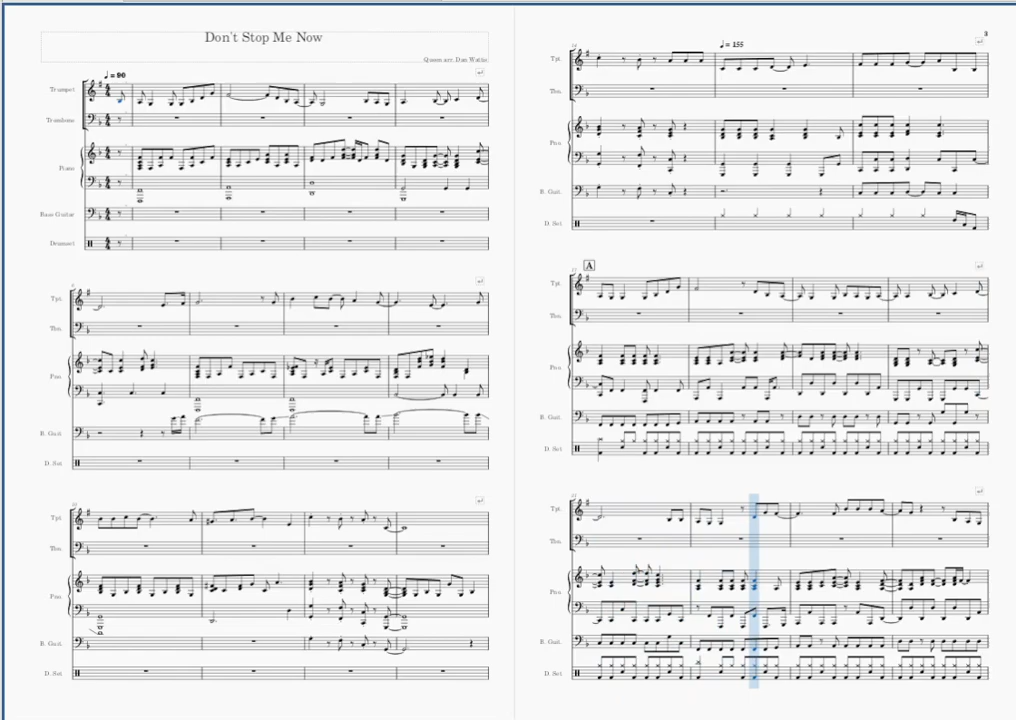 Don't Stop Me Now
Queen arr. Dan Watts
♩ = 90
Trumpet
Trombone
Piano
Bass Guitar
Drumset
Tpt.
Tbn.
Pno
B. Guit.
D. Set
Tpt.
Tbn.
Pno
B. Guit.
D. Set
3
♩ = 155
Tpt.
Tbn.
Pno
B. Guit.
D. Set
A
Tpt.
Tbn.
Pno
B. Guit.
D. Set
Tpt.
Tbn.
Pno
B. Guit.
D. Set